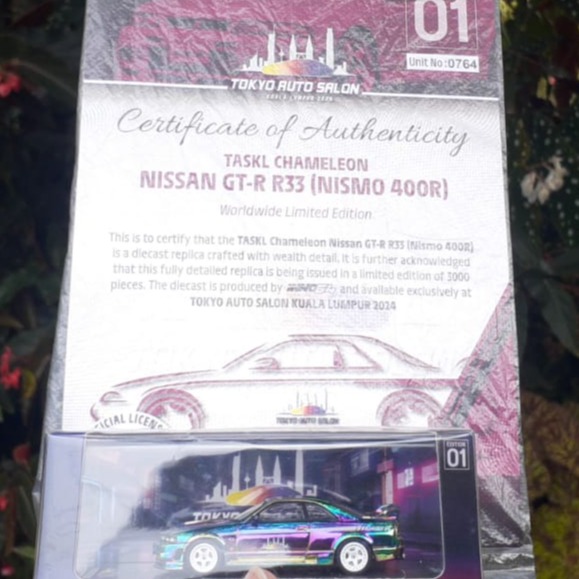 01
Unit No:0764
TOKYO AUTO SALON
KUALA LUMPUR 2024
Certificate of Authenticity
TASKL CHAMELEON
NISSAN GT-R R33 (NISMO 400R)
Worldwide Limited Edition
This is to certify that the TASKL Chameleon Nissan GT-R R33 (Nismo 400R)
is a diecast replica crafted with wealth detail. It is further acknowledged
that this fully detailed replica is being issued in a limited edition of 3000
pieces. The diecast is produced by and available exclusively at
TOKYO AUTO SALON KUALA LUMPUR 2024
TOKYO AUTO SALON
EDITION
01
TOKYO